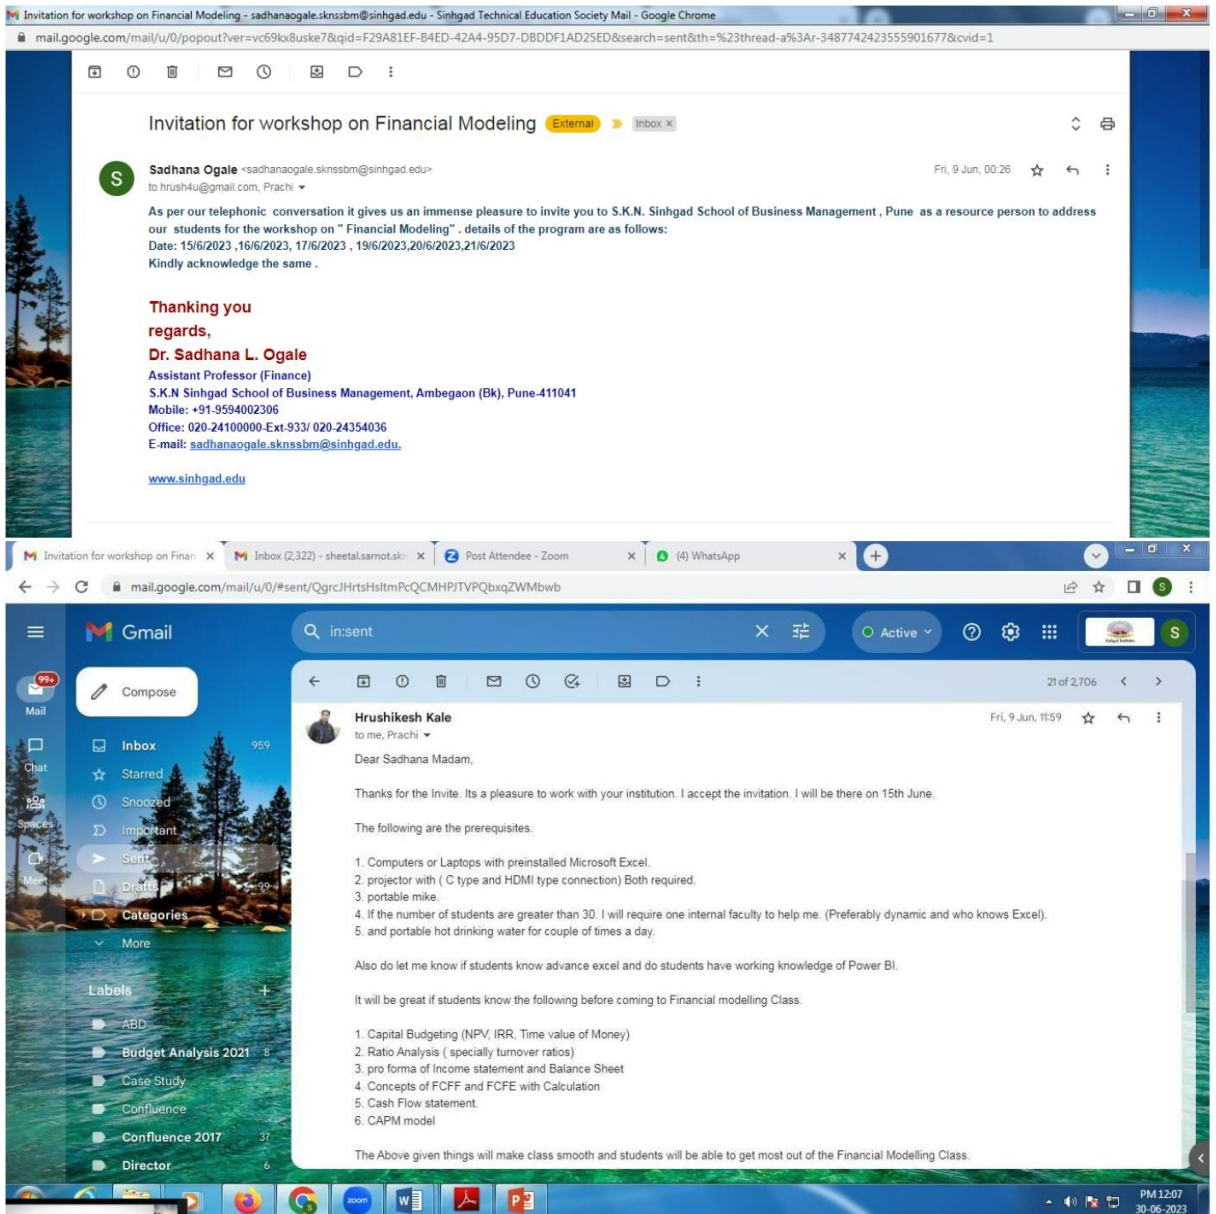 Invitation for workshop on Financial Modeling - sadhanaogale.sknssbm@sinhgad.edu - Sinhgad Technical Education Society Mail - Google Chrome
mail.google.com/mail/u/0/popout?ver=vc69kx8uske7&qid=F29A81EF-B4ED-42A4-95D7-DBDDF1AD25ED&search=sent&th=%23thread-a%3Ar-3487742423555901677&cvid=1
Invitation for workshop on Financial Modeling External Inbox ×
S
Sadhana Ogale <sadhanaogale.sknssbm@sinhgad.edu> Fri, 9 Jun, 00:26
to hrush4u@gmail.com, Prachi
As per our telephonic conversation it gives us an immense pleasure to invite you to S.K.N. Sinhgad School of Business Management , Pune as a resource person to address
our students for the workshop on " Financial Modeling" . details of the program are as follows:
Date: 15/6/2023 ,16/6/2023, 17/6/2023 , 19/6/2023,20/6/2023,21/6/2023
Kindly acknowledge the same .
Thanking you
regards,
Dr. Sadhana L. Ogale
Assistant Professor (Finance)
S.K.N Sinhgad School of Business Management, Ambegaon (Bk), Pune-411041
Mobile: +91-9594002306
Office: 020-24100000-Ext-933/ 020-24354036
E-mail: sadhanaogale.sknssbm@sinhgad.edu.
www.sinhgad.edu
Invitation for workshop on Finan × Inbox (2,322) - sheetal.sarnot.skn × Post Attendee - Zoom × (4) WhatsApp ×
mail.google.com/mail/u/0/#sent/QgrcJHrtsHsltmPcQCMHPJTVPQbxqZWMbwb S
Gmail in:sent Active S
99+
Mail
Chat
Spaces
Meet
Compose
Inbox 959
Starred
Snoozed
Important
Sent
Drafts 99
Categories
More
Labels
ABD
Budget Analysis 2021 8
Case Study
Confluence
Confluence 2017 37
Director 6
21 of 2,706
Hrushikesh Kale Fri, 9 Jun, 11:59
to me, Prachi
Dear Sadhana Madam,
Thanks for the Invite. Its a pleasure to work with your institution. I accept the invitation. I will be there on 15th June.
The following are the prerequisites.
1. Computers or Laptops with preinstalled Microsoft Excel.
2. projector with ( C type and HDMI type connection) Both required.
3. portable mike.
4. If the number of students are greater than 30. I will require one internal faculty to help me. (Preferably dynamic and who knows Excel).
5. and portable hot drinking water for couple of times a day.
Also do let me know if students know advance excel and do students have working knowledge of Power BI.
It will be great if students know the following before coming to Financial modelling Class.
1. Capital Budgeting (NPV, IRR, Time value of Money)
2. Ratio Analysis ( specially turnover ratios)
3. pro forma of Income statement and Balance Sheet
4. Concepts of FCFF and FCFE with Calculation
5. Cash Flow statement.
6. CAPM model
The Above given things will make class smooth and students will be able to get most out of the Financial Modelling Class.
zoom
PM 12:07
30-06-2023